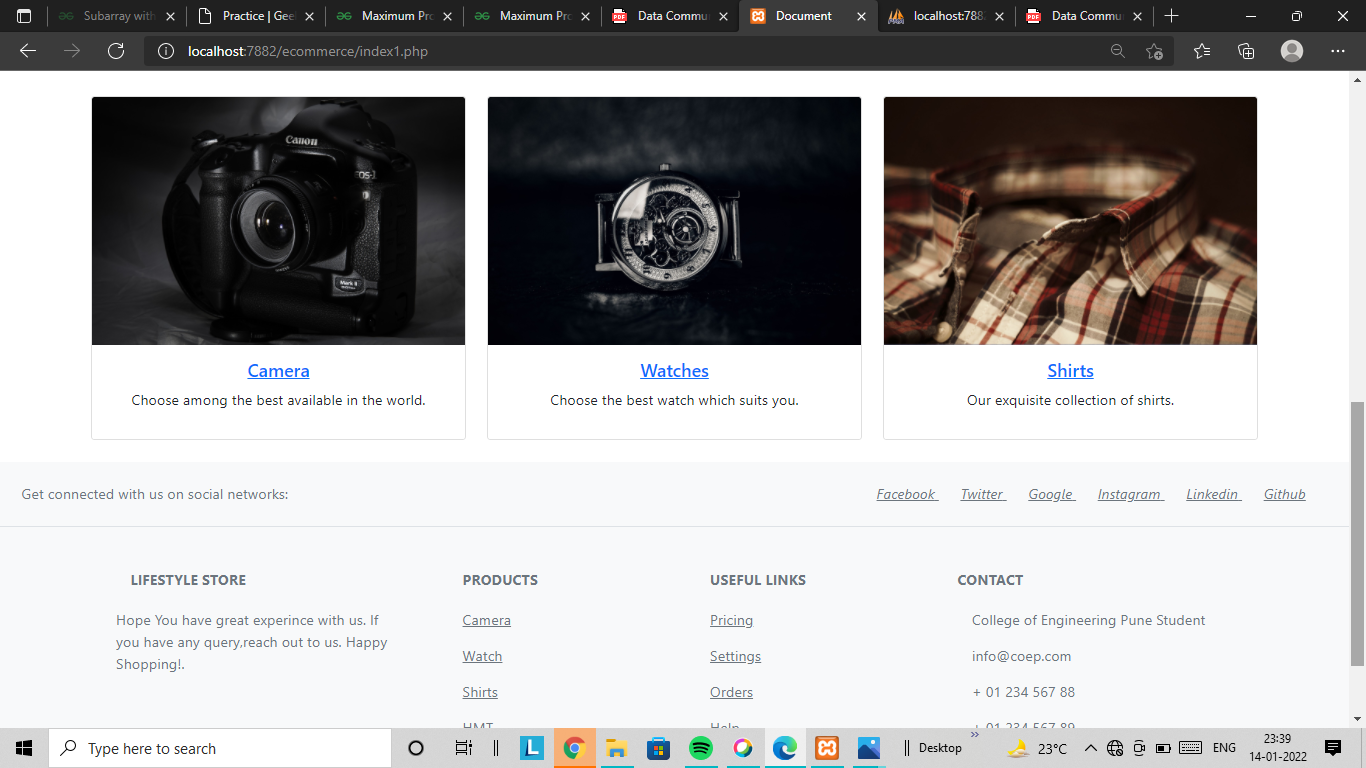 Subarray with
Practice | Gee
Maximum Pro
Maximum Pro
Data Commu
Document
localhost:788
Data Commu
localhost:7882/ecommerce/index1.php
Canon
EOS-1
Mark II
Camera
Choose among the best available in the world.
Watches
Choose the best watch which suits you.
Shirts
Our exquisite collection of shirts.
Get connected with us on social networks:
Facebook Twitter Google Instagram Linkedin Github
LIFESTYLE STORE
Hope You have great experince with us. If
you have any query,reach out to us. Happy
Shopping!.
PRODUCTS
Camera
Watch
Shirts
HMT
USEFUL LINKS
Pricing
Settings
Orders
Help
CONTACT
College of Engineering Pune Student
info@coep.com
+ 01 234 567 88
+ 01 234 567 89
Type here to search
L
Desktop
23°C
ENG
23:39
14-01-2022